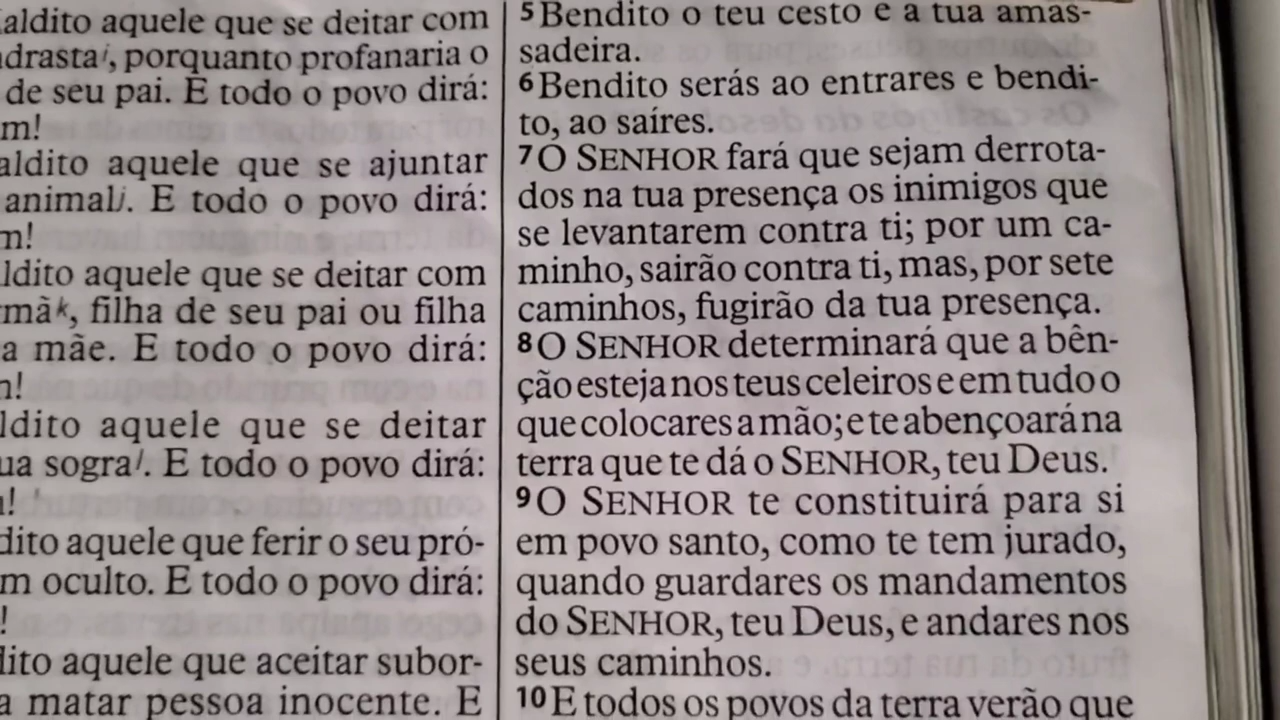 aldito aquele que se deitar com
drasta, porquanto profanaria o
de seu pai. E todo o povo dirá:
m!
aldito aquele que se ajuntar
animalj. E todo o povo dirá:
n!
ldito aquele que se deitar com
mãk, filha de seu pai ou filha
a mãe. E todo o povo dirá:
n!
ldito aquele que se deitar
ua sogral. E todo o povo dirá:
!
dito aquele que ferir o seu pró-
m oculto. E todo o povo dirá:
!
dito aquele que aceitar subor-
a matar pessoa inocente. E
5 Bendito o teu cesto e a tua amas-
sadeira.
6 Bendito serás ao entrares e bendi-
to, ao saíres.
7 O SENHOR fará que sejam derrota-
dos na tua presença os inimigos que
se levantarem contra ti; por um ca-
minho, sairão contra ti, mas, por sete
caminhos, fugirão da tua presença.
8 O SENHOR determinará que a bên-
ção esteja nos teus celeiros e em tudo o
que colocares a mão; e te abençoará na
terra que te dá o SENHOR, teu Deus.
9 O SENHOR te constituirá para si
em povo santo, como te tem jurado,
quando guardares os mandamentos
do SENHOR, teu Deus, e andares nos
seus caminhos.
10 E todos os povos da terra verão que